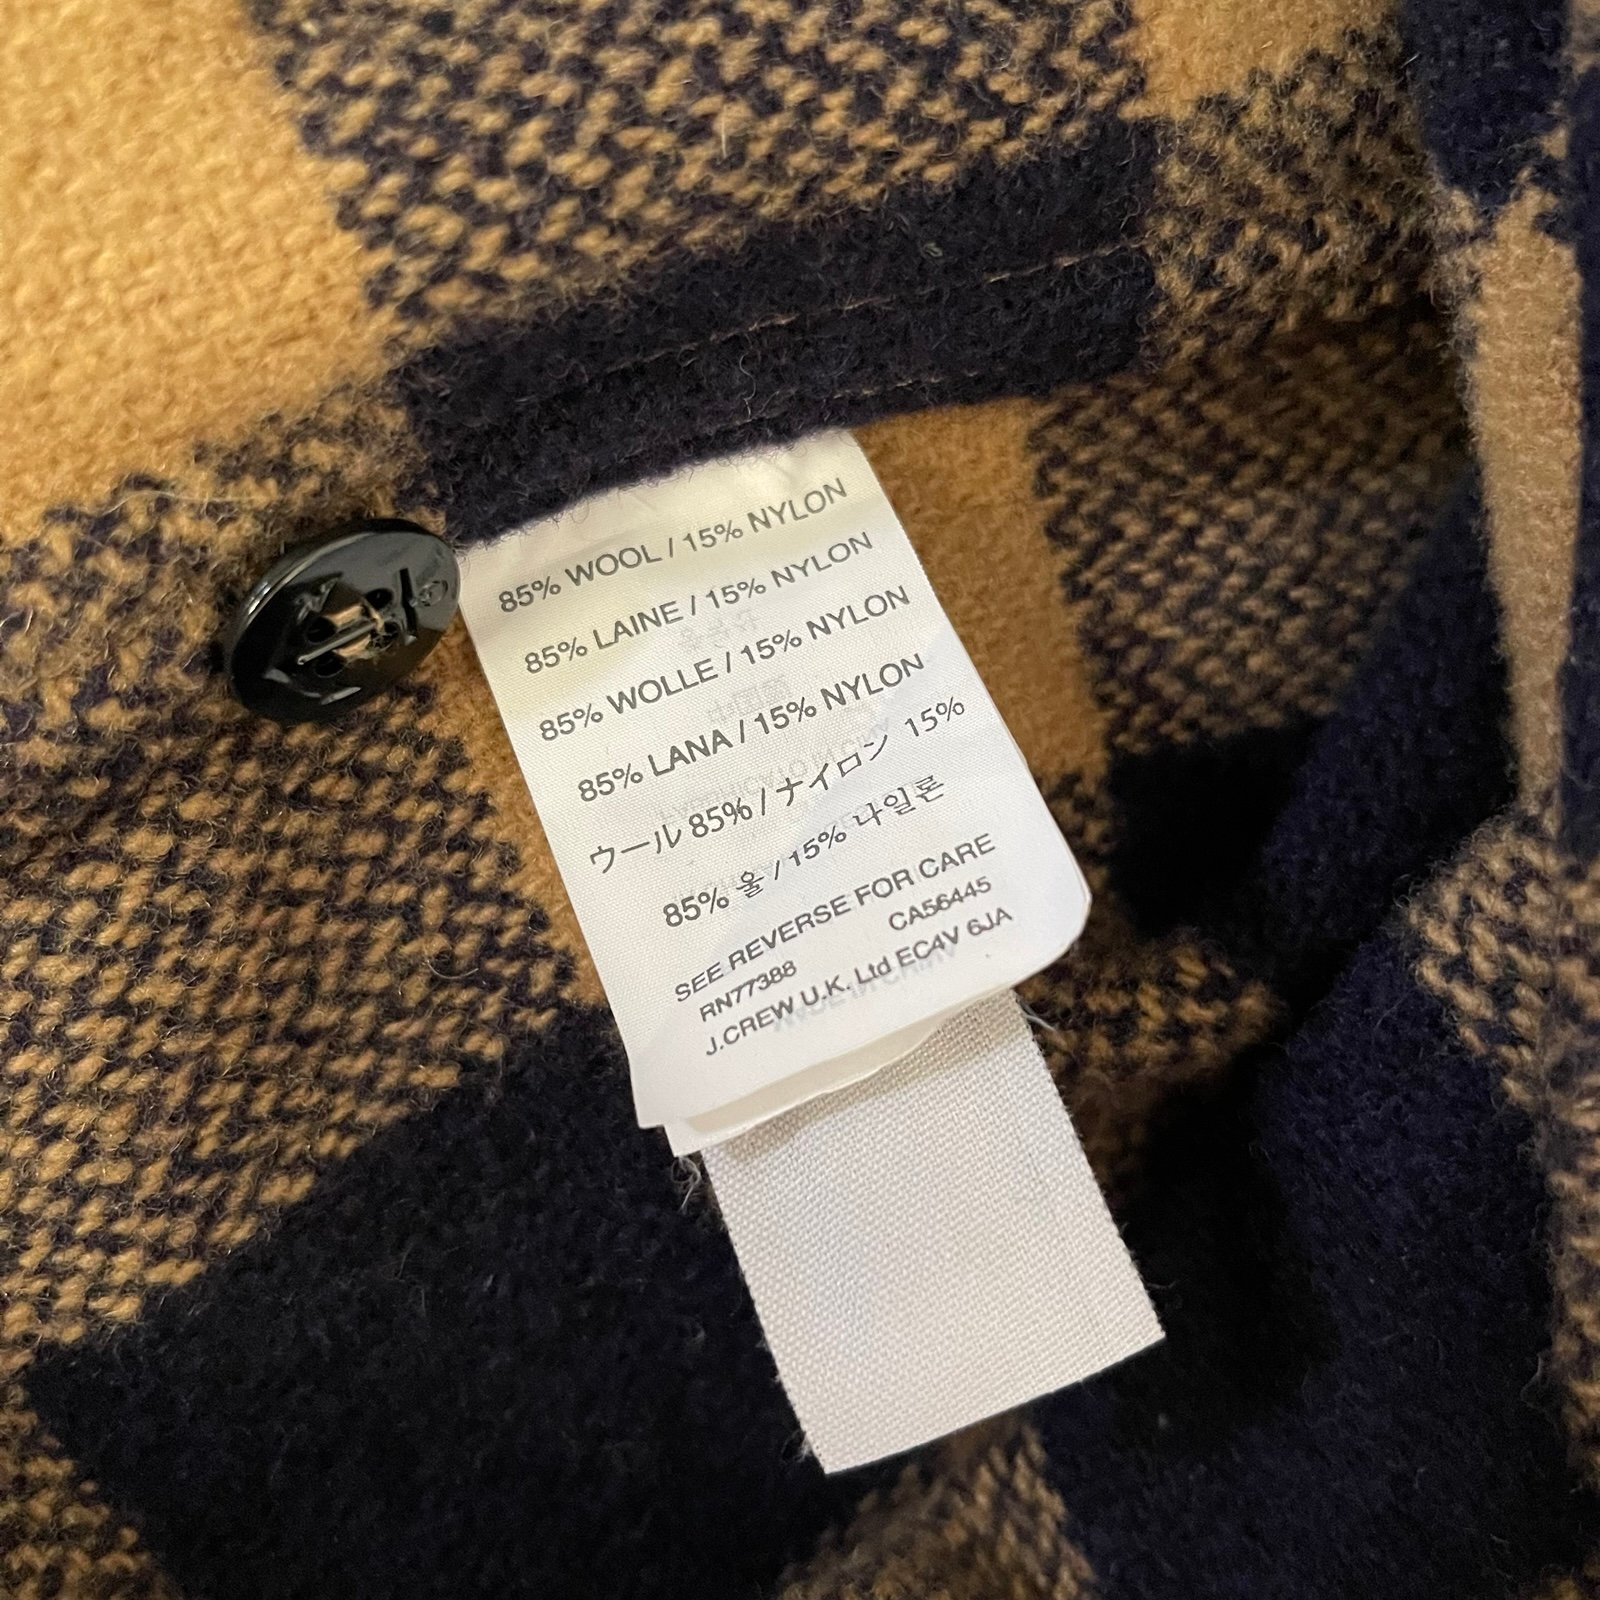 85% WOOL / 15% NYLON
85% LAINE / 15% NYLON
85% WOLLE / 15% NYLON
85% LANA / 15% NYLON
ウール 85% / ナイロン 15%
85% 울 / 15% 나일론
SEE REVERSE FOR CARE
RN77388 CA56445
J.CREW U.K. Ltd EC4V 6JA